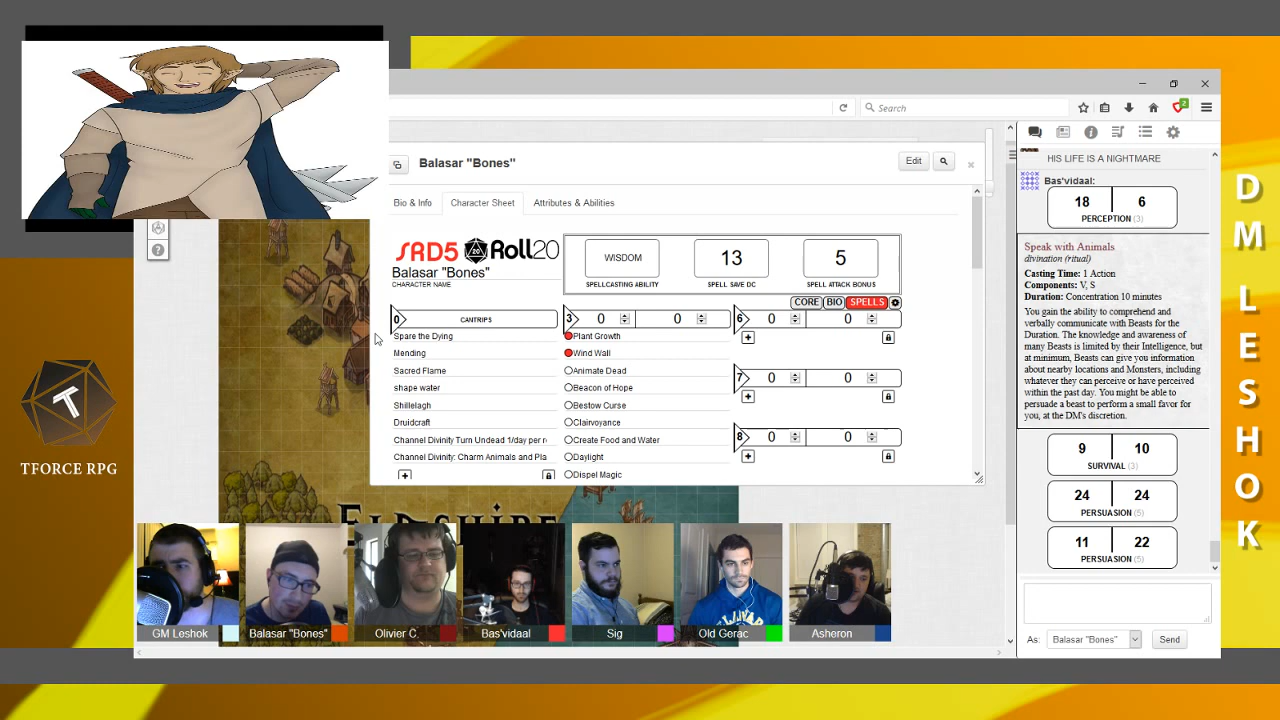 Search
2
Balasar "Bones"
Edit
Bio & Info
Character Sheet
Attributes & Abilities
SRD5 20 Roll20
Balasar "Bones"
CHARACTER NAME
WISDOM
SPELLCASTING ABILITY
13
SPELL SAVE DC
5
SPELL ATTACK BONUS
CORE
BIO
SPELLS
0
CANTRIPS
Spare the Dying
Mending
Sacred Flame
shape water
Shillelagh
Druidcraft
Channel Divinity Turn Undead 1/day per r
Channel Divinity: Charm Animals and Pla
3 0 0
Plant Growth
Wind Wall
Animate Dead
Beacon of Hope
Bestow Curse
Clairvoyance
Create Food and Water
Daylight
Dispel Magic
6 0 0
7 0 0
8 0 0
HIS LIFE IS A NIGHTMARE
Bas'vidaal:
18 6
PERCEPTION (3)
Speak with Animals
divination (ritual)
Casting Time: 1 Action
Components: V, S
Duration: Concentration 10 minutes
You gain the ability to comprehend and
verbally communicate with Beasts for the
Duration. The knowledge and awareness of
many Beasts is limited by their Intelligence, but
at minimum, Beasts can give you information
about nearby locations and Monsters, including
whatever they can perceive or have perceived
within the past day. You might be able to
persuade a beast to perform a small favor for
you, at the DM's discretion.
9 10
SURVIVAL (3)
24 24
PERSUASION (5)
11 22
PERSUASION (5)
As:
Balasar "Bones"
Send
DM LESHOK
T
TFORCE RPG
?
GM Leshok
Balasar "Bones"
Olivier C.
Bas'vidaal
Sig
Old Gerac
Asheron